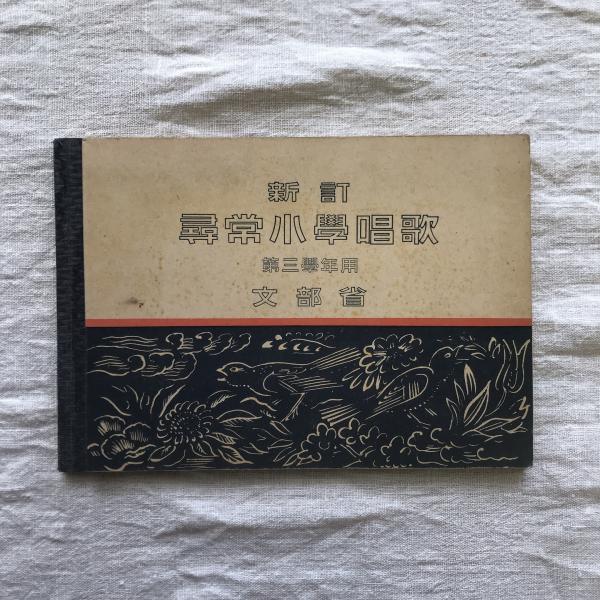 新訂
尋常小學唱歌
第三學年用
文部省